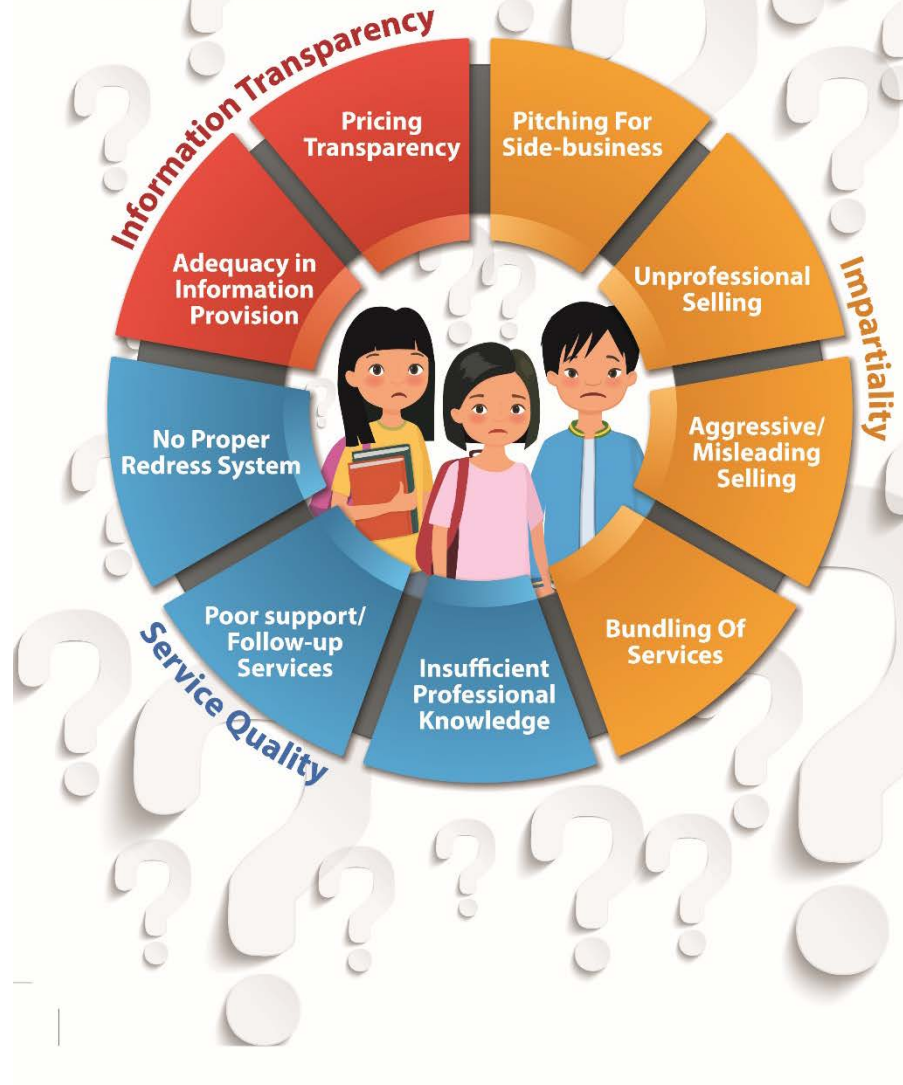 Information Transparency
Pricing
Transparency
Adequacy in
Information
Provision
Impartiality
Pitching For
Side-business
Unprofessional
Selling
Aggressive/
Misleading
Selling
Bundling Of
Services
Service Quality
Insufficient
Professional
Knowledge
Poor support/
Follow-up
Services
No Proper
Redress System